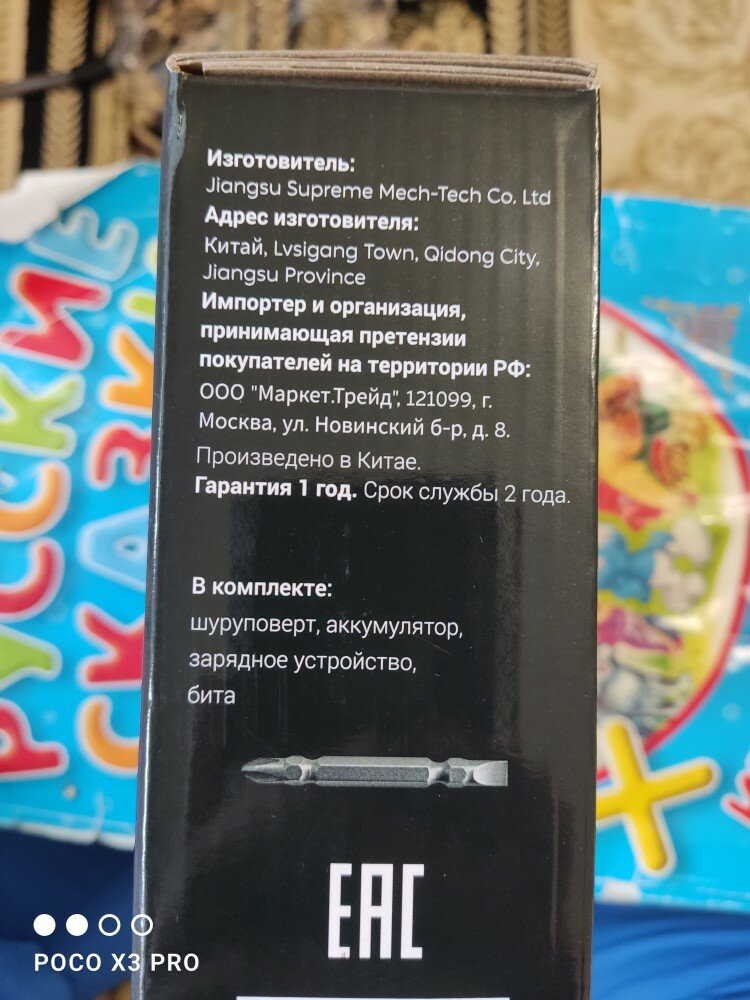 Изготовитель:
Jiangsu Supreme Mech-Tech Co. Ltd
Адрес изготовителя:
Китай, Lvsigang Town, Qidong City,
Jiangsu Province
Импортер и организация,
принимающая претензии
покупателей на территории РФ:
ООО "Маркет.Трейд", 121099, г.
Москва, ул. Новинский б-р, д. 8.
Произведено в Китае.
Гарантия 1 год. Срок службы 2 года.
В комплекте:
шуруповерт, аккумулятор,
зарядное устройство,
бита
EAC
РУССКИЕ
СКАЗКИ
POCO X3 PRO